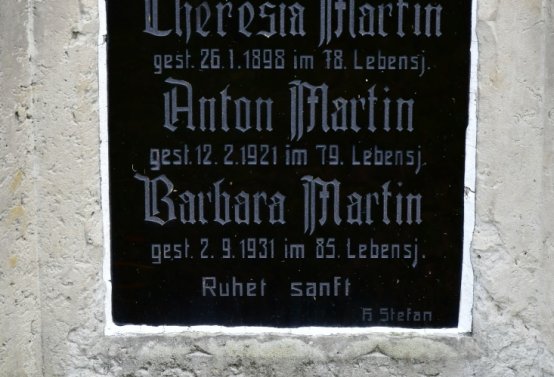 Theresia Martin
gest. 26.1.1898 im 78. Lebensj.
Anton Martin
gest. 12.2.1921 im 79. Lebensj.
Barbara Martin
gest. 2.9.1931 im 85. Lebensj.
Ruhet sanft
Stefan